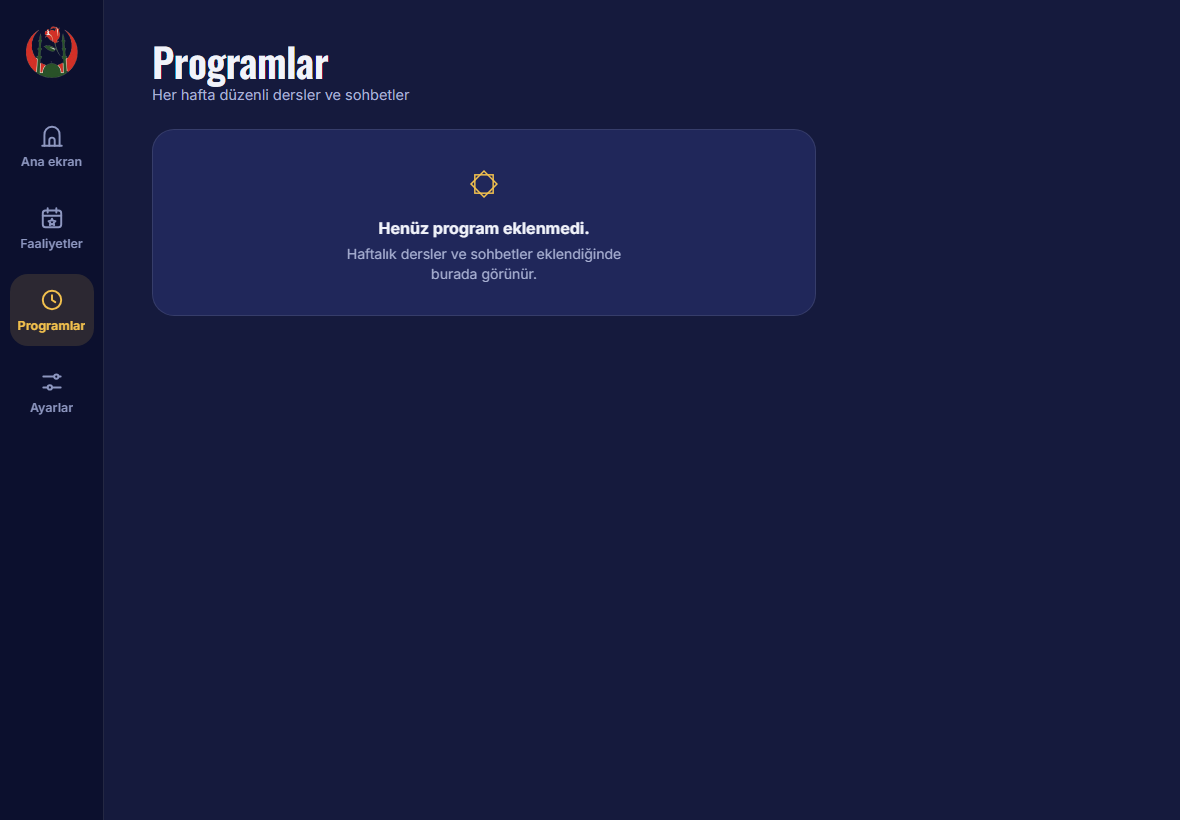 Programlar
Her hafta düzenli dersler ve sohbetler
Ana ekran
Faaliyetler
Programlar
Ayarlar
Henüz program eklenmedi.
Haftalık dersler ve sohbetler eklendiğinde
burada görünür.